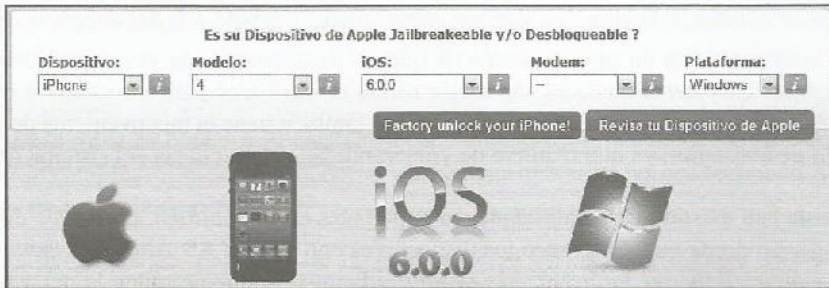 Es su Dispositivo de Apple Jailbreakeable y/o Desbloqueable ?
Dispositivo: Modelo: iOS: Modem: Plataforma:
iPhone i 4 i 6.0.0 i -- i Windows i
Factory unlock your iPhone! Revisa tu Dispositivo de Apple
iOS
6.0.0